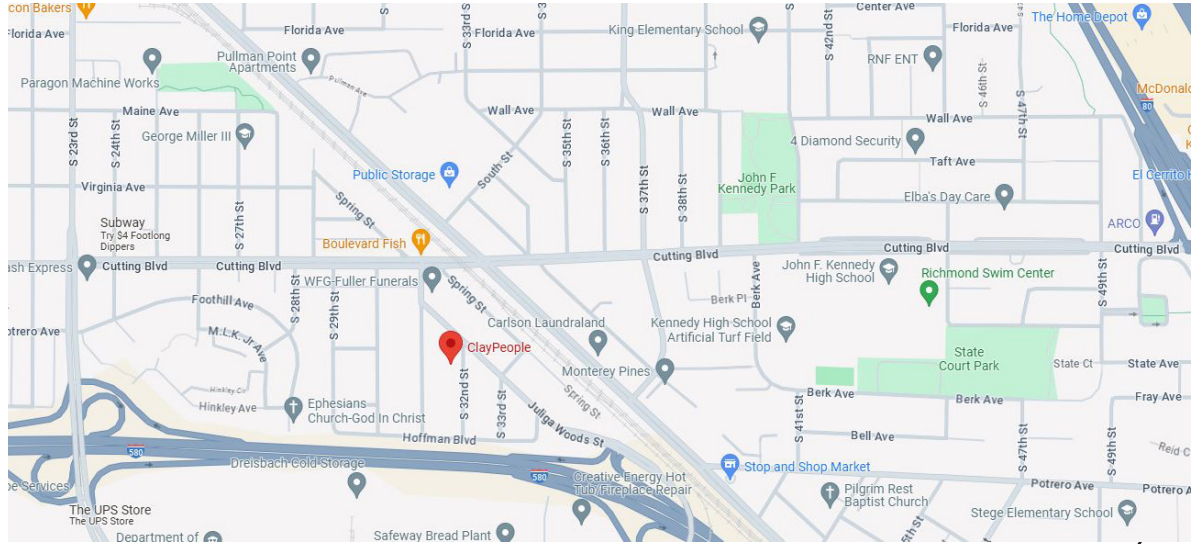 con Bakers
Florida Ave
Florida Ave
S 33rd St
Florida Ave
King Elementary School
S 42nd St
Center Ave
Florida Ave
The Home Depot
Paragon Machine Works
Pullman Point
Apartments
Pullman Ave
RNF ENT
S 46th St
S 47th St
80
McDonald
Maine Ave
Wall Ave
Wall Ave
Wall Ave
S 23rd St
S 24th St
George Miller III
S 35th St
S 36th St
4 Diamond Security
Taft Ave
Virginia Ave
Public Storage
South St
S 37th St
S 38th St
John F
Kennedy Park
El Cerrito
Spring St
Elba's Day Care
Subway
Try $4 Footlong
Dippers
S 27th St
Boulevard Fish
ARCO
ash Express
Cutting Blvd
Cutting Blvd
Cutting Blvd
Cutting Blvd
Cutting Blvd
WFG-Fuller Funerals
Spring St
Berk Ave
John F. Kennedy
High School
Richmond Swim Center
S 49th St
Foothill Ave
S 28th St
S 29th St
Berk Pl
Potrero Ave
M.L.K. Jr Ave
Carlson Laundraland
Kennedy High School
Artificial Turf Field
ClayPeople
State
Court Park
State Ct
State Ave
Monterey Pines
Hinkley Ave
Ephesians
Church-God In Christ
S 32nd St
S 33rd St
Juliga Woods St
Spring St
Berk Ave
Berk Ave
Fray Ave
S 41st St
Hoffman Blvd
Bell Ave
S 47th St
S 49th St
580
Dreisbach Cold Storage
580
Stop and Shop Market
Reid C
pe Services
Creative Energy Hot
Tub/Fireplace Repair
Potrero Ave
Potrero A
The UPS Store
The UPS Store
Pilgrim Rest
Baptist Church
Stege Elementary School
Department of
Safeway Bread Plant
5th St